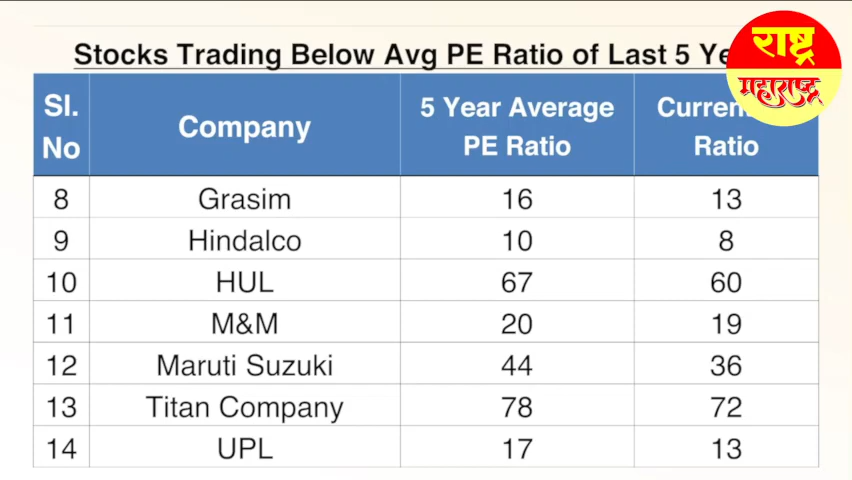 Stocks Trading Below Avg PE Ratio of Last 5
राष्ट्र
महाराष्ट्र
Sl. No Company 5 Year Average PE Ratio Ratio
8 Grasim 16 13
9 Hindalco 10 8
10 HUL 67 60
11 M&M 20 19
12 Maruti Suzuki 44 36
13 Titan Company 78 72
14 UPL 17 13